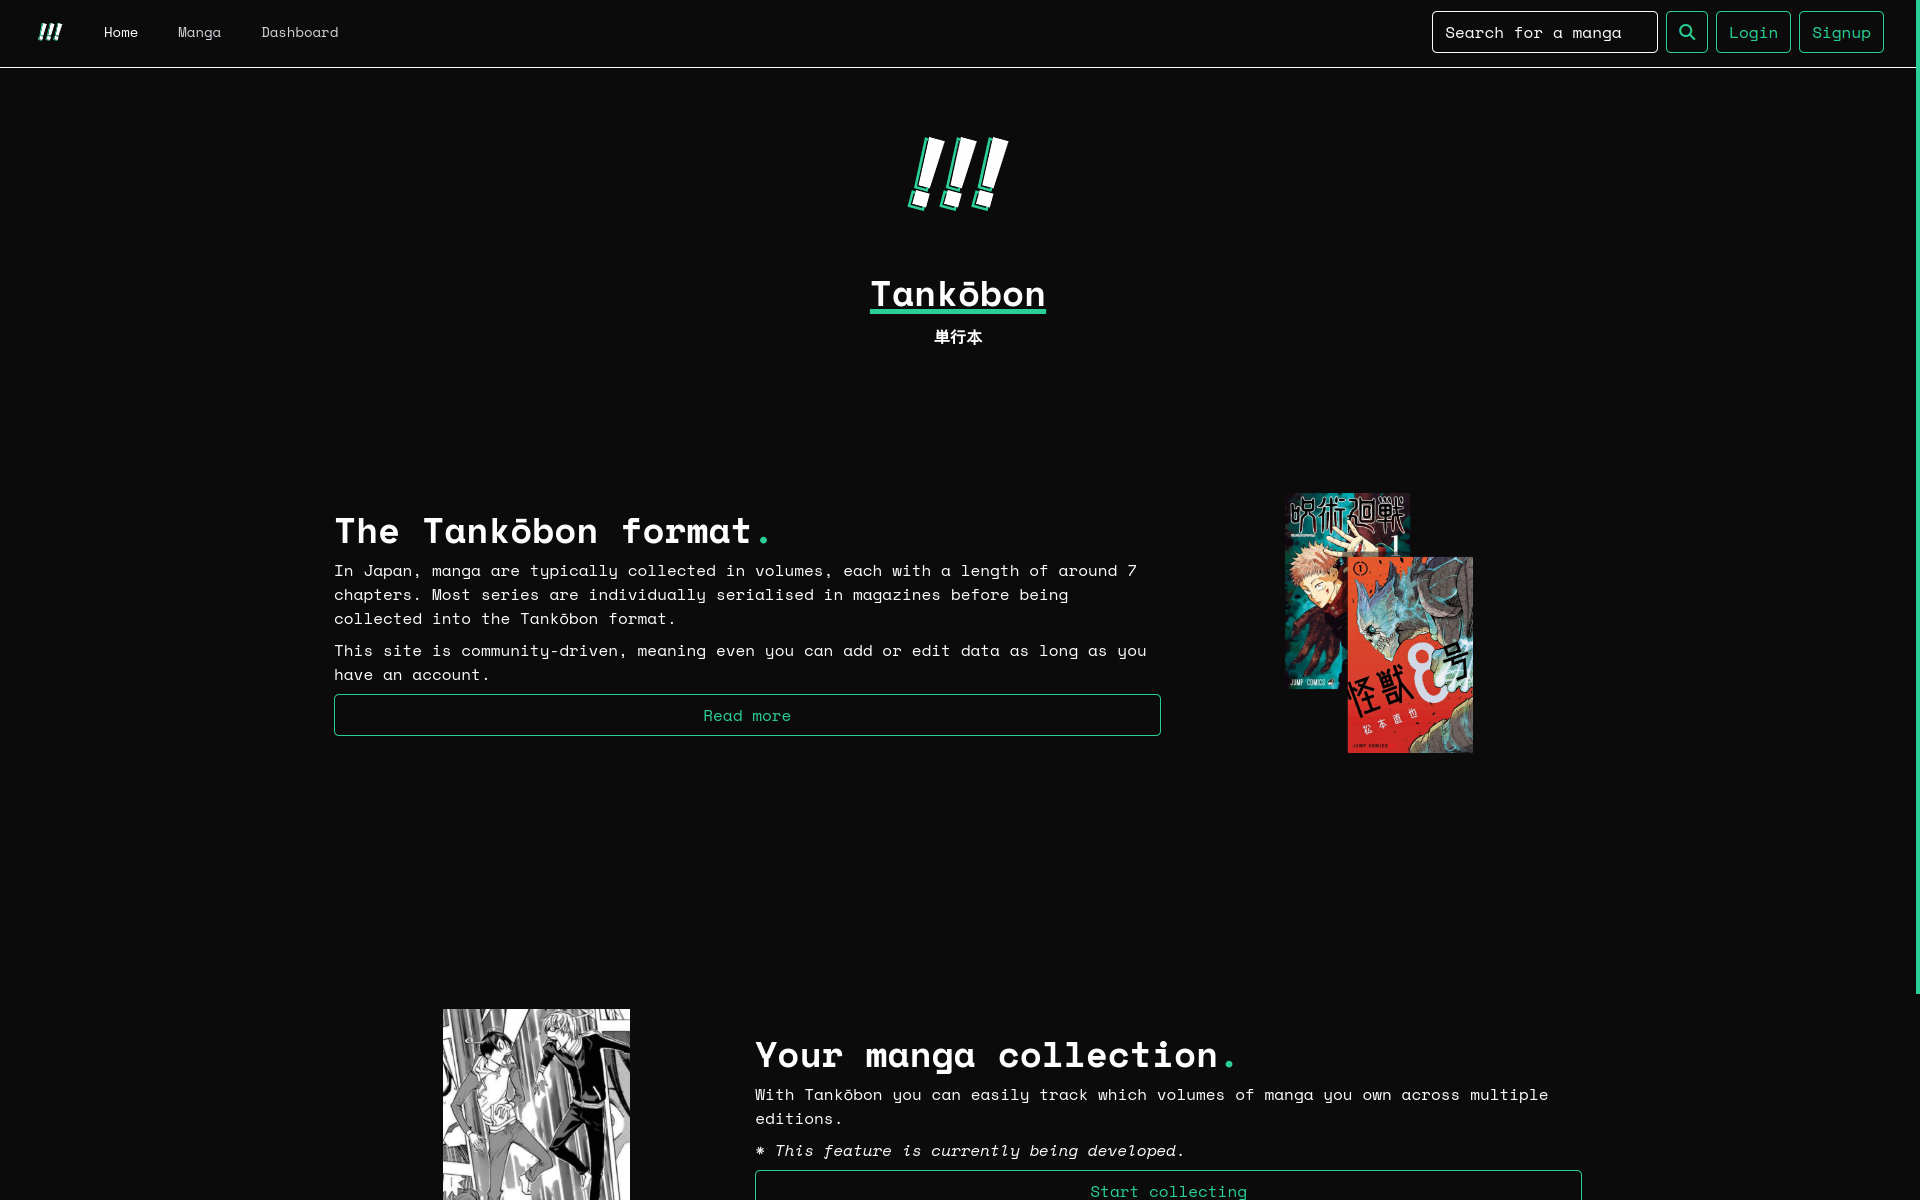 !!!
Home
Manga
Dashboard
Search for a manga
Login
Signup
!!!
Tankōbon
単行本
The Tankōbon format.
In Japan, manga are typically collected in volumes, each with a length of around 7
chapters. Most series are individually serialised in magazines before being
collected into the Tankōbon format.
This site is community-driven, meaning even you can add or edit data as long as you
have an account.
Read more
呪術廻戦
1
JUMP COMICS
1
怪獣8号
松本直也
JUMP COMICS
Your manga collection.
With Tankōbon you can easily track which volumes of manga you own across multiple
editions.
* This feature is currently being developed.
Start collecting